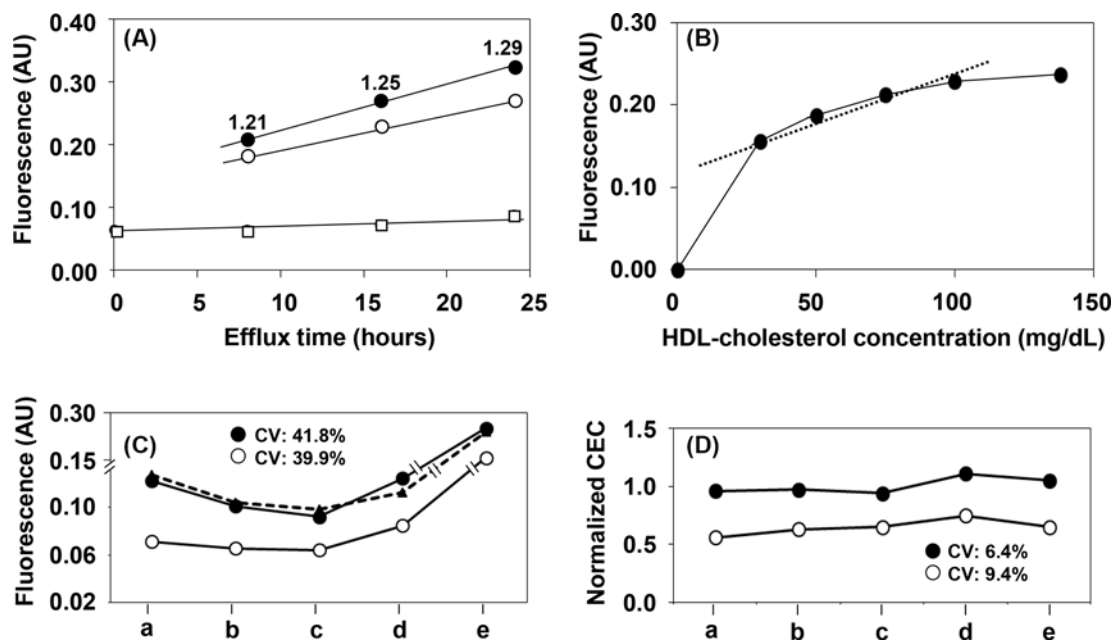 (A)
Fluorescence (AU)
0.40
0.30
0.20
0.10
0.00
1.21
1.25
1.29
0 5 10 15 20 25
Efflux time (hours)
(B)
Fluorescence (AU)
0.30
0.20
0.10
0.00
0 50 100 150
HDL-cholesterol concentration (mg/dL)
(C)
Fluorescence (AU)
0.30
0.15
0.10
0.06
0.02
CV: 41.8%
CV: 39.9%
a b c d e
(D)
Normalized CEC
1.5
1.0
0.5
0.0
CV: 6.4%
CV: 9.4%
a b c d e